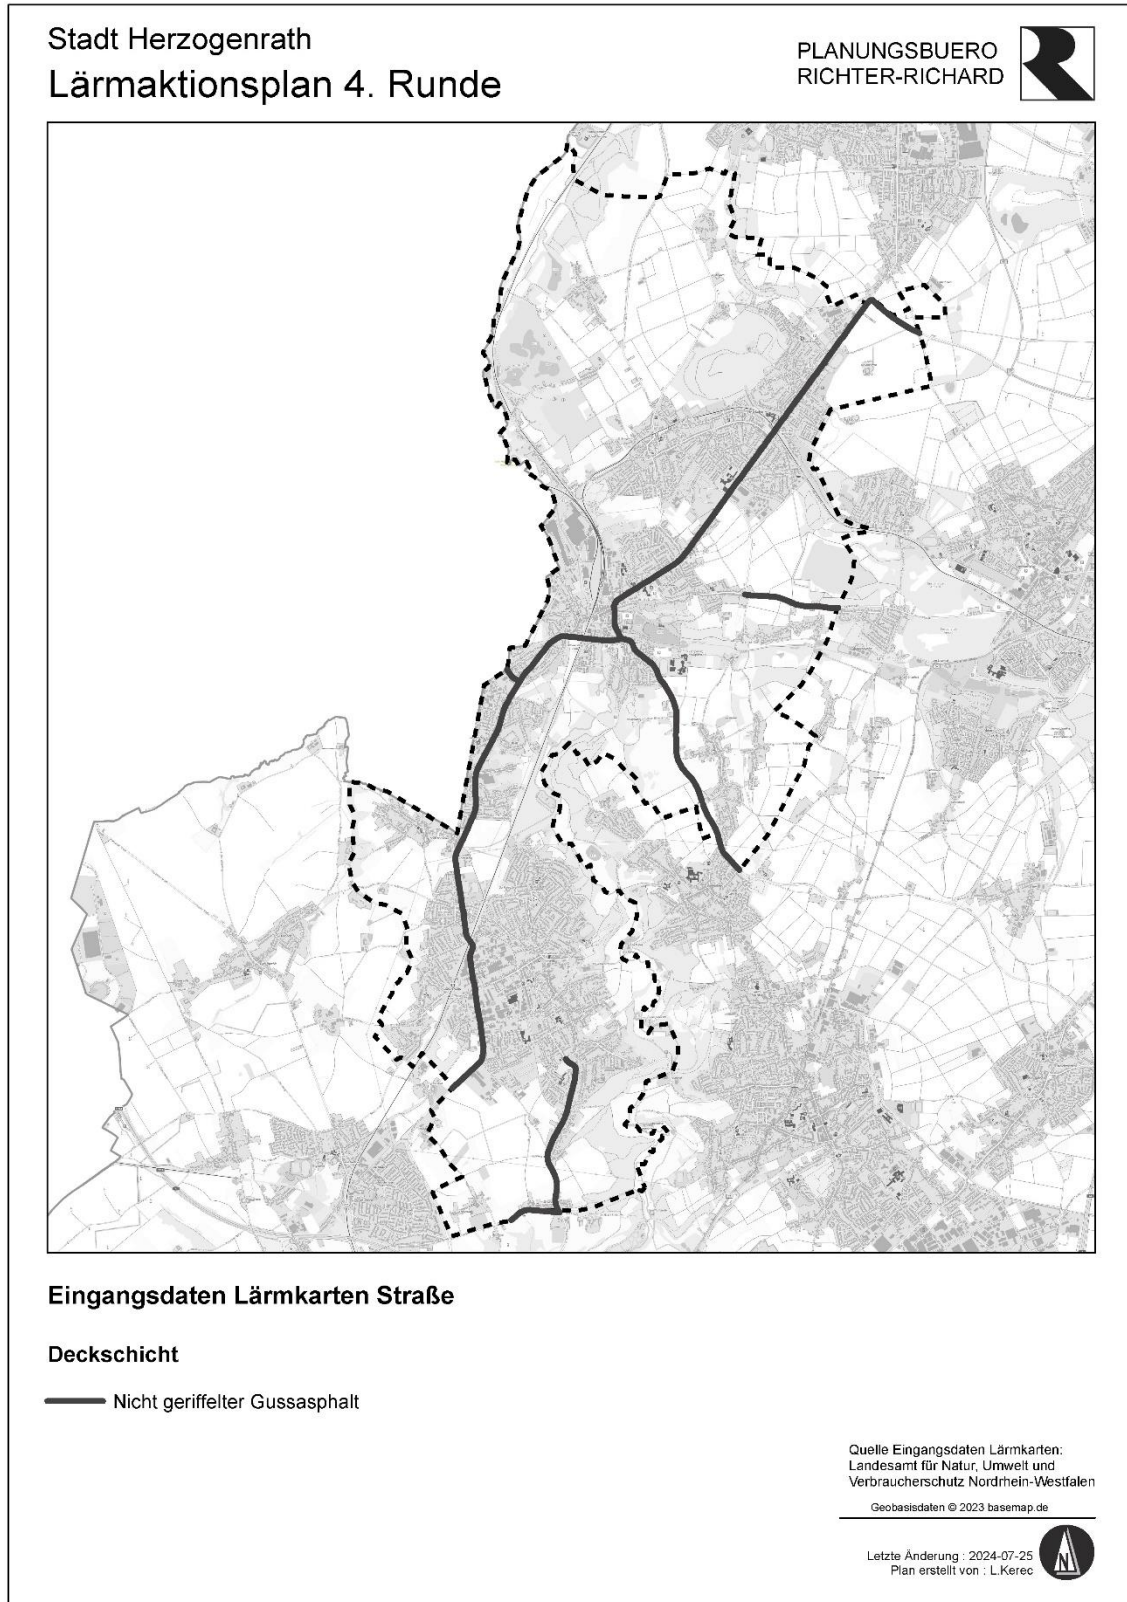 Stadt Herzogenrath
Lärmaktionsplan 4. Runde
PLANUNGSBUERO
RICHTER-RICHARD
Eingangsdaten Lärmkarten Straße
Deckschicht
Nicht geriffelter Gussasphalt
Quelle Eingangsdaten Lärmkarten:
Landesamt für Natur, Umwelt und
Verbraucherschutz Nordrhein-Westfalen
Geobasisdaten © 2023 basemap.de
Letzte Änderung : 2024-07-25
Plan erstellt von : L.Kerec
N